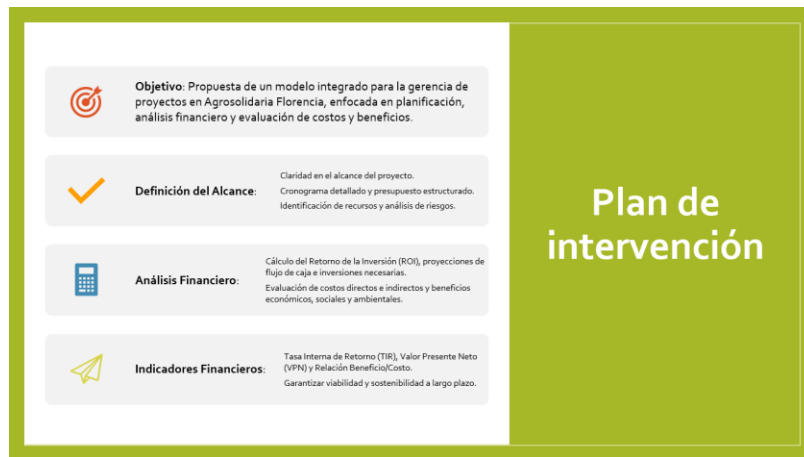 Objetivo: Propuesta de un modelo integrado para la gerencia de
proyectos en Agrosolidaria Florencia, enfocada en planificación,
análisis financiero y evaluación de costos y beneficios.
Definición del Alcance:
Claridad en el alcance del proyecto.
Cronograma detallado y presupuesto estructurado.
Identificación de recursos y análisis de riesgos.
Análisis Financiero:
Cálculo del Retorno de la Inversión (ROI), proyecciones de
flujo de caja e inversiones necesarias.
Evaluación de costos directos e indirectos y beneficios
económicos, sociales y ambientales.
Indicadores Financieros:
Tasa Interna de Retorno (TIR), Valor Presente Neto
(VPN) y Relación Beneficio/Costo.
Garantizar viabilidad y sostenibilidad a largo plazo.
Plan de
intervención